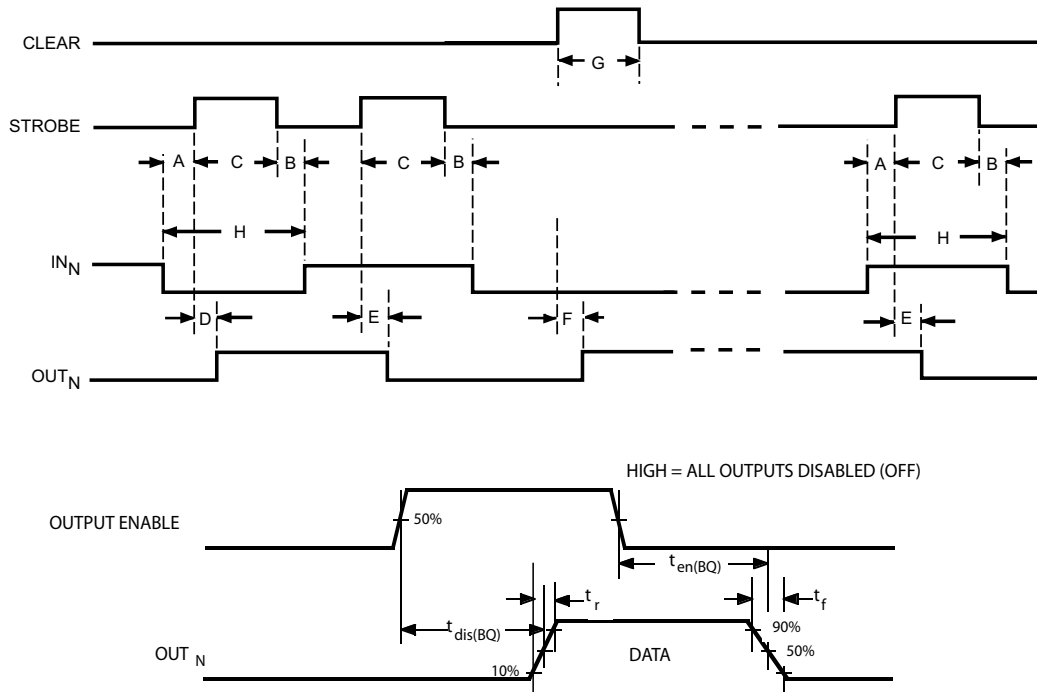 CLEAR
G
STROBE
A C B C B A C B
H H
IN_N
D E F E
OUT_N
HIGH = ALL OUTPUTS DISABLED (OFF)
OUTPUT ENABLE
50%
t_en(BQ)
t_r t_f
t_dis(BQ)
90%
50%
OUT_N DATA
10%